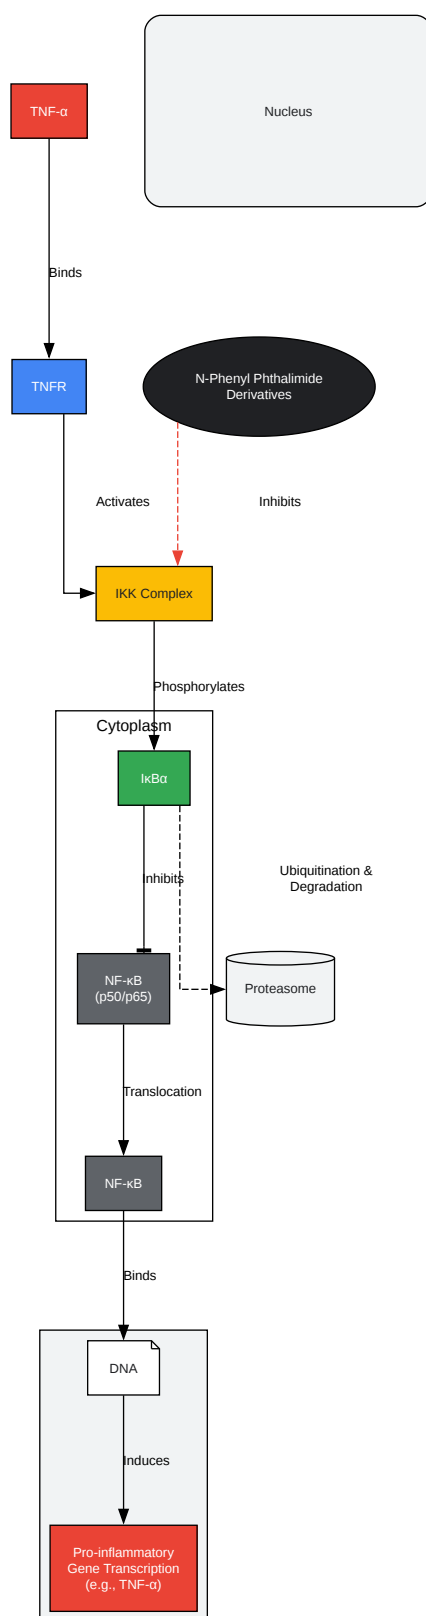 Nucleus
TNF-α
Binds
TNFR
N-Phenyl Phthalimide
Derivatives
Activates
Inhibits
IKK Complex
Phosphorylates
Cytoplasm
IκBα
Ubiquitination &
Degradation
Inhibits
NF-κB
(p50/p65)
Proteasome
Translocation
NF-κB
Binds
DNA
Induces
Pro-inflammatory
Gene Transcription
(e.g., TNF-α)